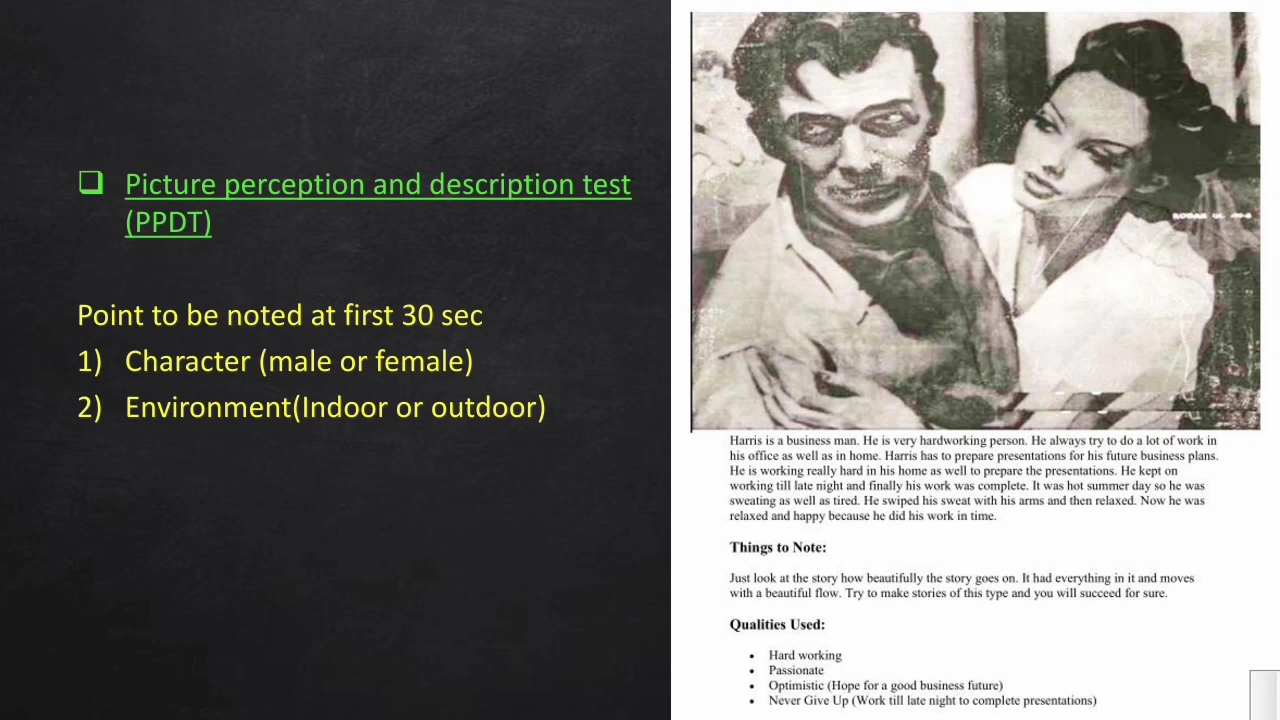 Picture perception and description test
(PPDT)
Point to be noted at first 30 sec
1) Character (male or female)
2) Environment(Indoor or outdoor)
Harris is a business man. He is very hardworking person. He always try to do a lot of work in
his office as well as in home. Harris has to prepare presentations for his future business plans.
He is working really hard in his home as well to prepare the presentations. He kept on
working till late night and finally his work was complete. It was hot summer day so he was
sweating as well as tired. He swiped his sweat with his arms and then relaxed. Now he was
relaxed and happy because he did his work in time.
Things to Note:
Just look at the story how beautifully the story goes on. It had everything in it and moves
with a beautiful flow. Try to make stories of this type and you will succeed for sure.
Qualities Used:
• Hard working
• Passionate
• Optimistic (Hope for a good business future)
• Never Give Up (Work till late night to complete presentations)